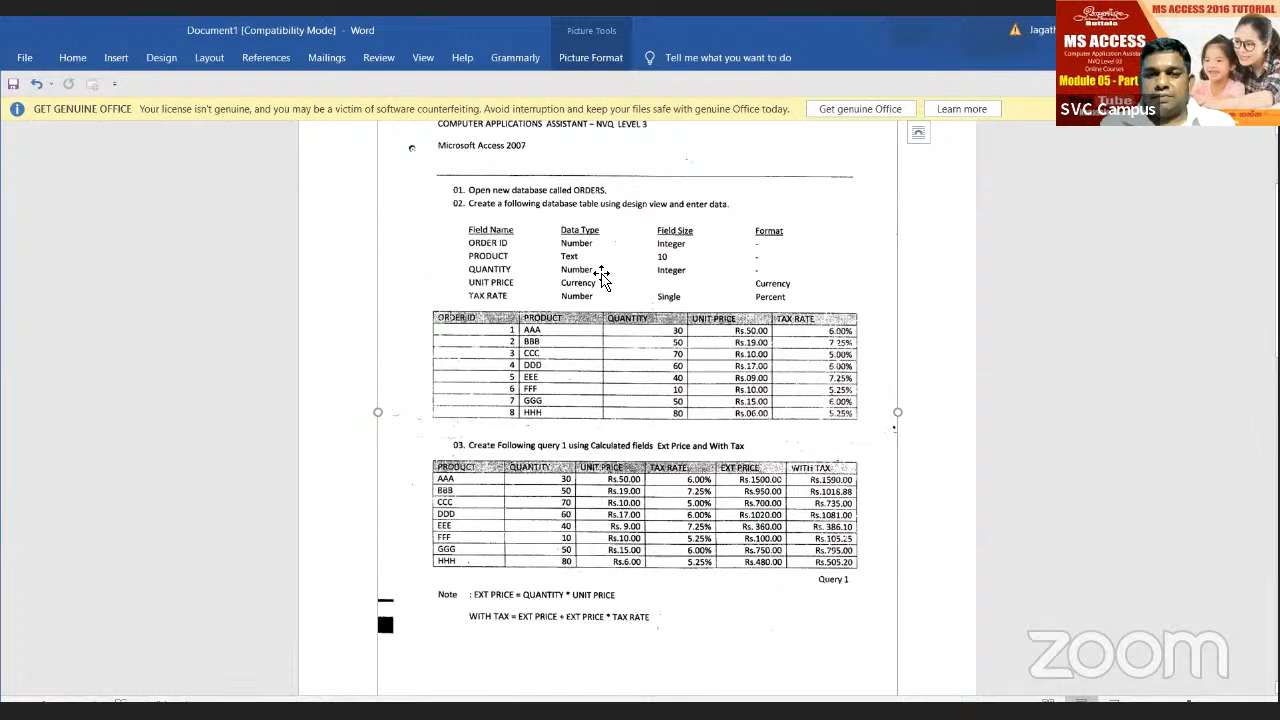 Document1 [Compatibility Mode] - Word
Picture Tools
Jagath
File Home Insert Design Layout References Mailings Review View Help Grammarly Picture Format Tell me what you want to do
GET GENUINE OFFICE Your license isn't genuine, and you may be a victim of software counterfeiting. Avoid interruption and keep your files safe with genuine Office today. Get genuine Office Learn more
MS ACCESS 2016 TUTORIAL
Buttala
MS ACCESS
Computer Application Assistant
NVQ Level 03
Online Courses
Module 05 - Part
Tube
SVC Campus
COMPUTER APPLICATIONS ASSISTANT – NVQ LEVEL 3
Microsoft Access 2007
01. Open new database called ORDERS.
02. Create a following database table using design view and enter data.
Field Name Data Type Field Size Format
ORDER ID Number Integer -
PRODUCT Text 10 -
QUANTITY Number Integer -
UNIT PRICE Currency Currency
TAX RATE Number Single Percent
ORDER ID PRODUCT QUANTITY UNIT PRICE TAX RATE
1 AAA 30 Rs.50.00 6.00%
2 BBB 50 Rs.19.00 7.25%
3 CCC 70 Rs.10.00 5.00%
4 DDD 60 Rs.17.00 6.00%
5 EEE 40 Rs.09.00 7.25%
6 FFF 10 Rs.10.00 5.25%
7 GGG 50 Rs.15.00 6.00%
8 HHH 80 Rs.06.00 5.25%
03. Create Following query 1 using Calculated fields Ext Price and With Tax
PRODUCT QUANTITY UNIT PRICE TAX RATE EXT PRICE WITH TAX
AAA 30 Rs.50.00 6.00% Rs.1500.00 Rs.1590.00
BBB 50 Rs.19.00 7.25% Rs.950.00 Rs.1018.88
CCC 70 Rs.10.00 5.00% Rs.700.00 Rs.735.00
DDD 60 Rs.17.00 6.00% Rs.1020.00 Rs.1081.00
EEE 40 Rs. 9.00 7.25% Rs. 360.00 Rs. 386.10
FFF 10 Rs.10.00 5.25% Rs.100.00 Rs.105.25
GGG 50 Rs.15.00 6.00% Rs.750.00 Rs.795.00
HHH 80 Rs.6.00 5.25% Rs.480.00 Rs.505.20
Query 1
Note : EXT PRICE = QUANTITY * UNIT PRICE
WITH TAX = EXT PRICE + EXT PRICE * TAX RATE
zoom